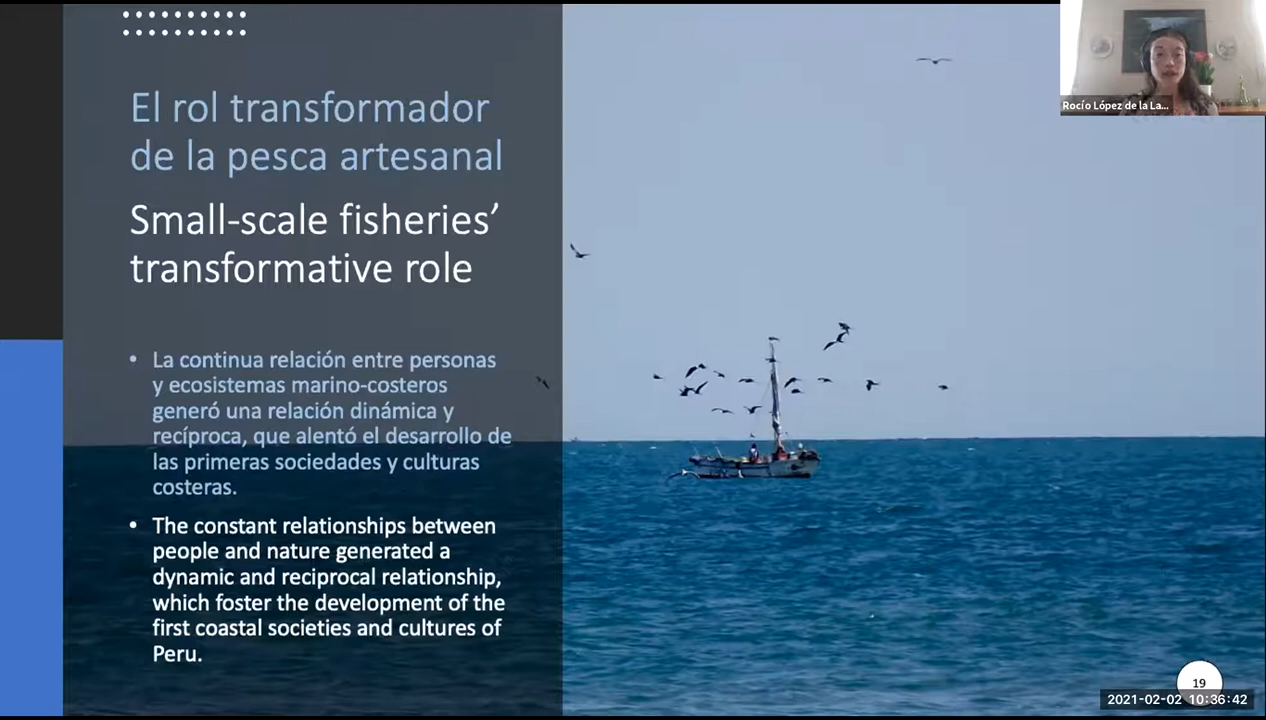 El rol transformador
de la pesca artesanal
Small-scale fisheries’
transformative role
• La continua relación entre personas
y ecosistemas marino-costeros
generó una relación dinámica y
recíproca, que alentó el desarrollo de
las primeras sociedades y culturas
costeras.
• The constant relationships between
people and nature generated a
dynamic and reciprocal relationship,
which foster the development of the
first coastal societies and cultures of
Peru.
Rocío López de la La...
19
2021-02-02 10:36:42